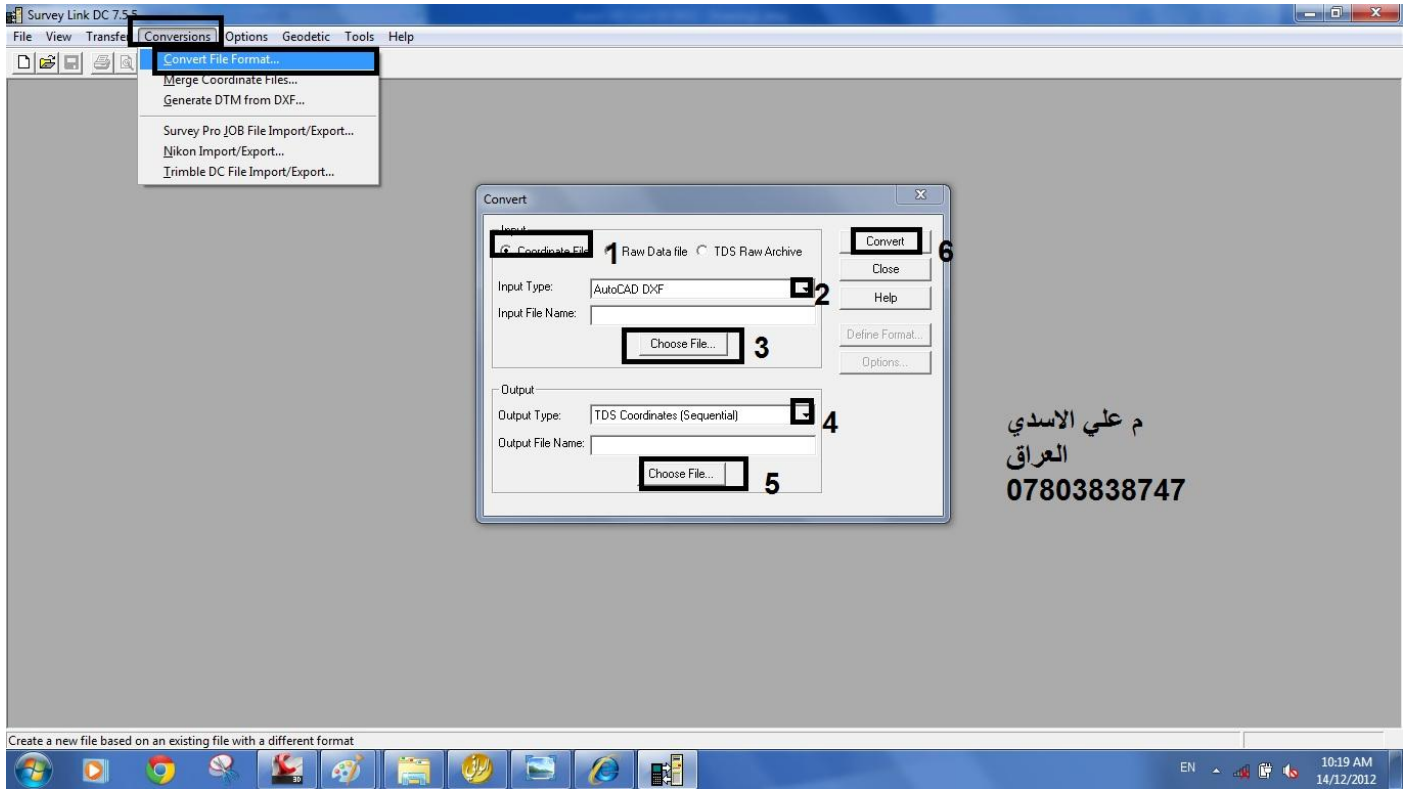 Survey Link DC 7.5.5
File View Transfer Conversions Options Geodetic Tools Help
Convert File Format...
Merge Coordinate Files...
Generate DTM from DXF...
Survey Pro JOB File Import/Export...
Nikon Import/Export...
Trimble DC File Import/Export...
Convert
Input
Coordinate File 1 Raw Data file TDS Raw Archive
Input Type: AutoCAD DXF 2
Input File Name:
Choose File... 3
Convert 6
Close
Help
Define Format...
Options...
Output
Output Type: TDS Coordinates (Sequential) 4
Output File Name:
Choose File... 5
م علي الاسدي
العراق
07803838747
Create a new file based on an existing file with a different format
EN 10:19 AM
14/12/2012